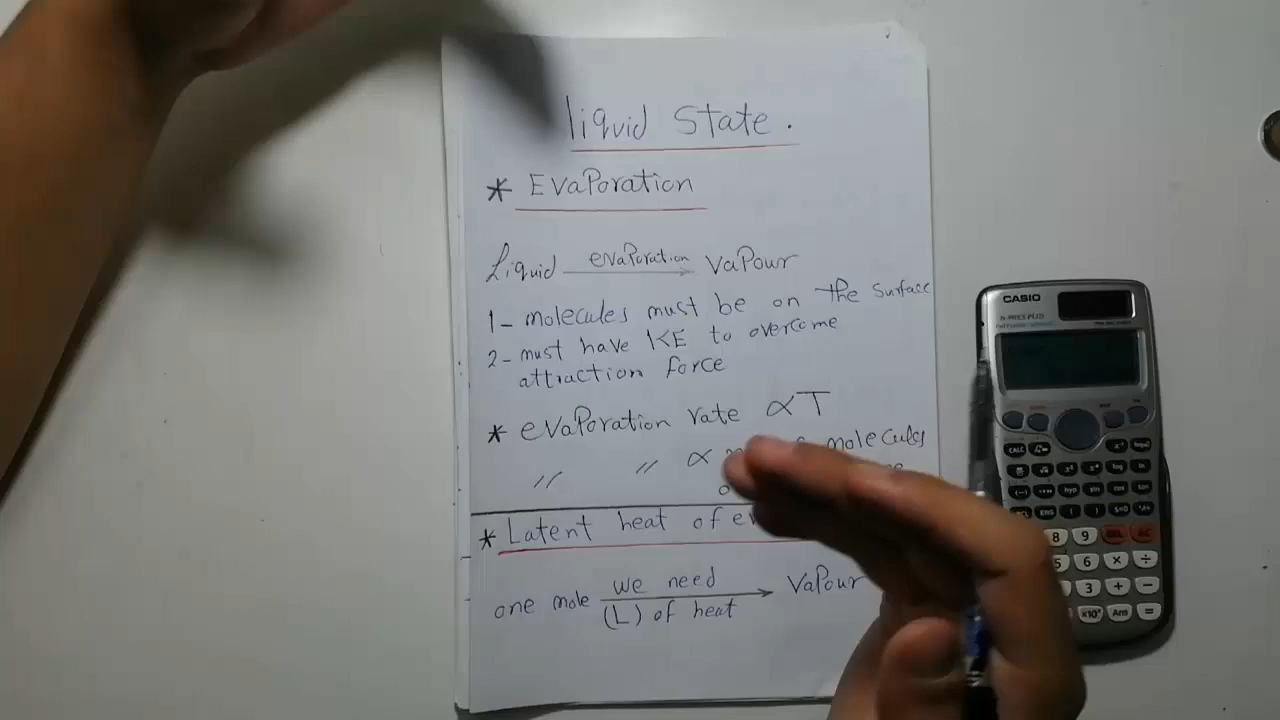 liquid State.
* Evaporation
Liquid evaporation vapour
1- molecules must be on the surface
2- must have KE to overcome
attraction force
* evaporation rate ∝ T
" " ∝ molecules
* Latent heat of
one mole we need (L) of heat Vapour
CASIO